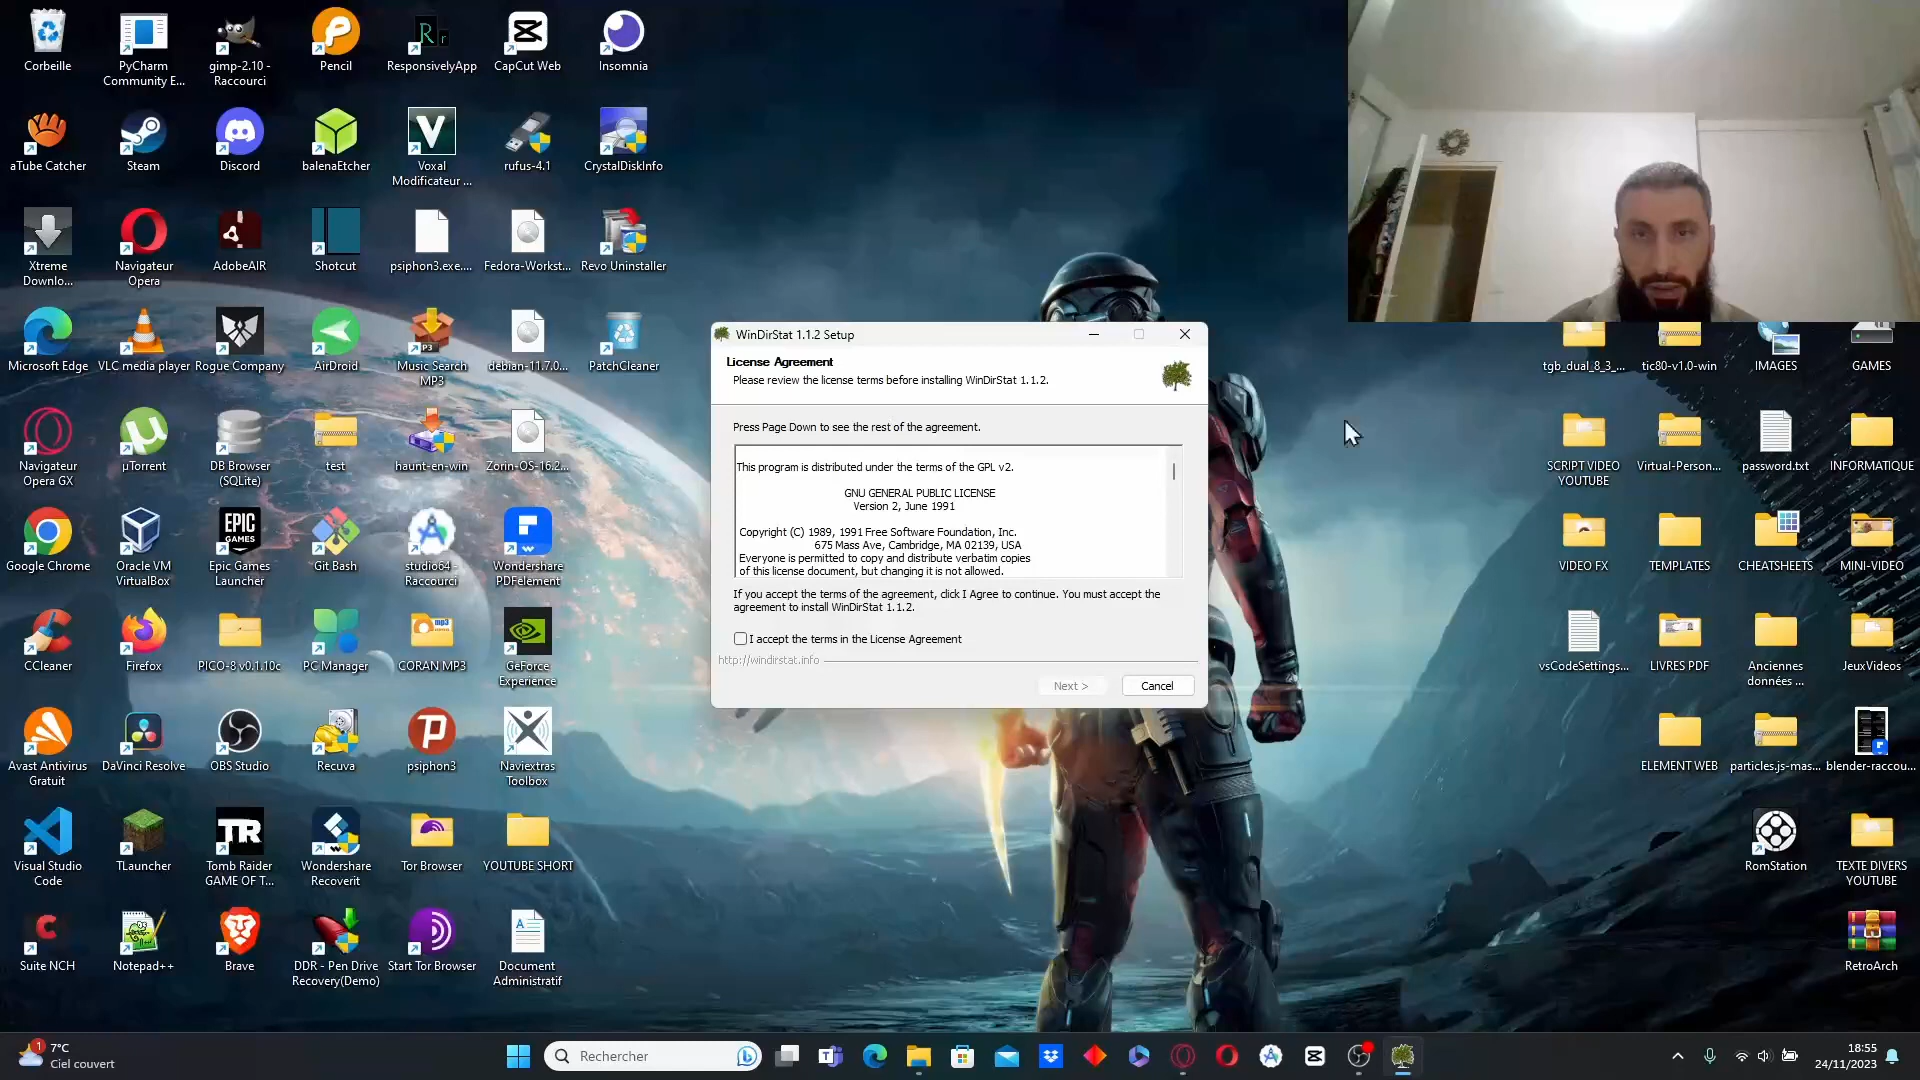 Corbeille
PyCharm
Community E...
gimp-2.10 -
Raccourci
Pencil
ResponsivelyApp
CapCut Web
Insomnia
aTube Catcher
Steam
Discord
balenaEtcher
Voxal
Modificateur ...
rufus-4.1
CrystalDiskInfo
Xtreme
Downlo...
Navigateur
Opera
AdobeAIR
Shotcut
psiphon3.exe....
Fedora-Workst...
Revo Uninstaller
Microsoft Edge
VLC media player
Rogue Company
AirDroid
Music Search
MP3
debian-11.7.0...
PatchCleaner
tgb_dual_8_3_...
tic80-v1.0-win
IMAGES
GAMES
Navigateur
Opera GX
µTorrent
DB Browser
(SQLite)
test
haunt-en-win
Zorin-OS-16.2...
SCRIPT VIDEO
YOUTUBE
Virtual-Person...
password.txt
INFORMATIQUE
Google Chrome
Oracle VM
VirtualBox
EPIC
GAMES
Epic Games
Launcher
Git Bash
studio64 -
Raccourci
Wondershare
PDFelement
VIDEO FX
TEMPLATES
CHEATSHEETS
MINI-VIDEO
CCleaner
Firefox
PICO-8 v0.1.10c
PC Manager
CORAN MP3
GeForce
Experience
vsCodeSettings...
LIVRES PDF
Anciennes
données ...
JeuxVideos
Avast Antivirus
Gratuit
DaVinci Resolve
OBS Studio
Recuva
psiphon3
Naviextras
Toolbox
ELEMENT WEB
particles.js-mas...
blender-raccou...
Visual Studio
Code
TLauncher
TR
Tomb Raider
GAME OF T...
Wondershare
Recoverit
Tor Browser
YOUTUBE SHORT
RomStation
TEXTE DIVERS
YOUTUBE
Suite NCH
Notepad++
Brave
DDR - Pen Drive
Recovery(Demo)
Start Tor Browser
Document
Administratif
RetroArch
WinDirStat 1.1.2 Setup
License Agreement
Please review the license terms before installing WinDirStat 1.1.2.
Press Page Down to see the rest of the agreement.
This program is distributed under the terms of the GPL v2.
GNU GENERAL PUBLIC LICENSE
Version 2, June 1991
Copyright (C) 1989, 1991 Free Software Foundation, Inc.
675 Mass Ave, Cambridge, MA 02139, USA
Everyone is permitted to copy and distribute verbatim copies
of this license document, but changing it is not allowed.
If you accept the terms of the agreement, click I Agree to continue. You must accept the
agreement to install WinDirStat 1.1.2.
I accept the terms in the License Agreement
http://windirstat.info
Next >
Cancel
1
7°C
Ciel couvert
Rechercher
18:55
24/11/2023